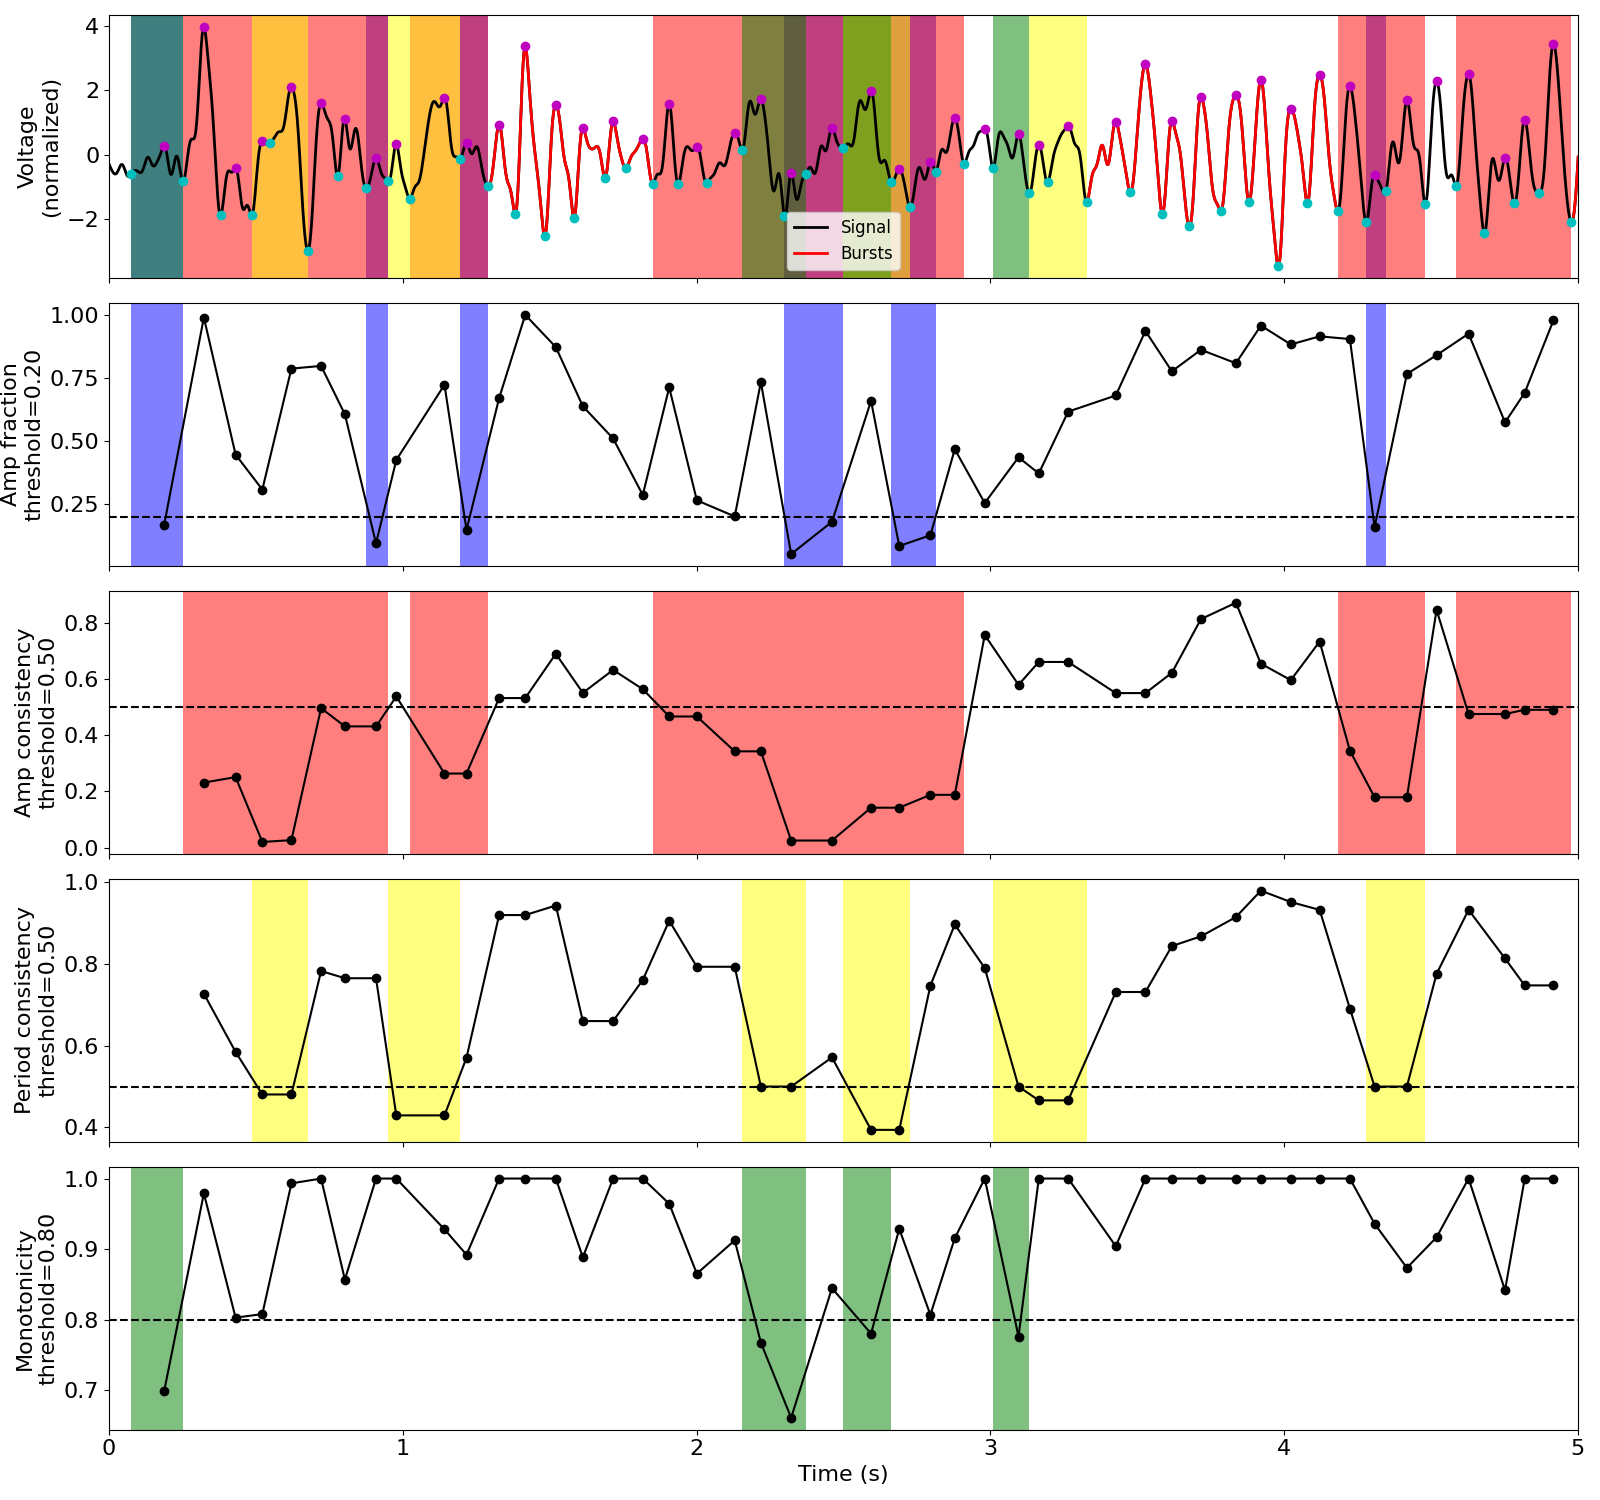 4
2
0
−2
Voltage
(normalized)
Signal
Bursts
1.00
0.75
0.50
0.25
Amp fraction
threshold=0.20
0.8
0.6
0.4
0.2
0.0
Amp consistency
threshold=0.50
1.0
0.8
0.6
0.4
Period consistency
threshold=0.50
1.0
0.9
0.8
0.7
Monotonicity
threshold=0.80
0 1 2 3 4 5
Time (s)